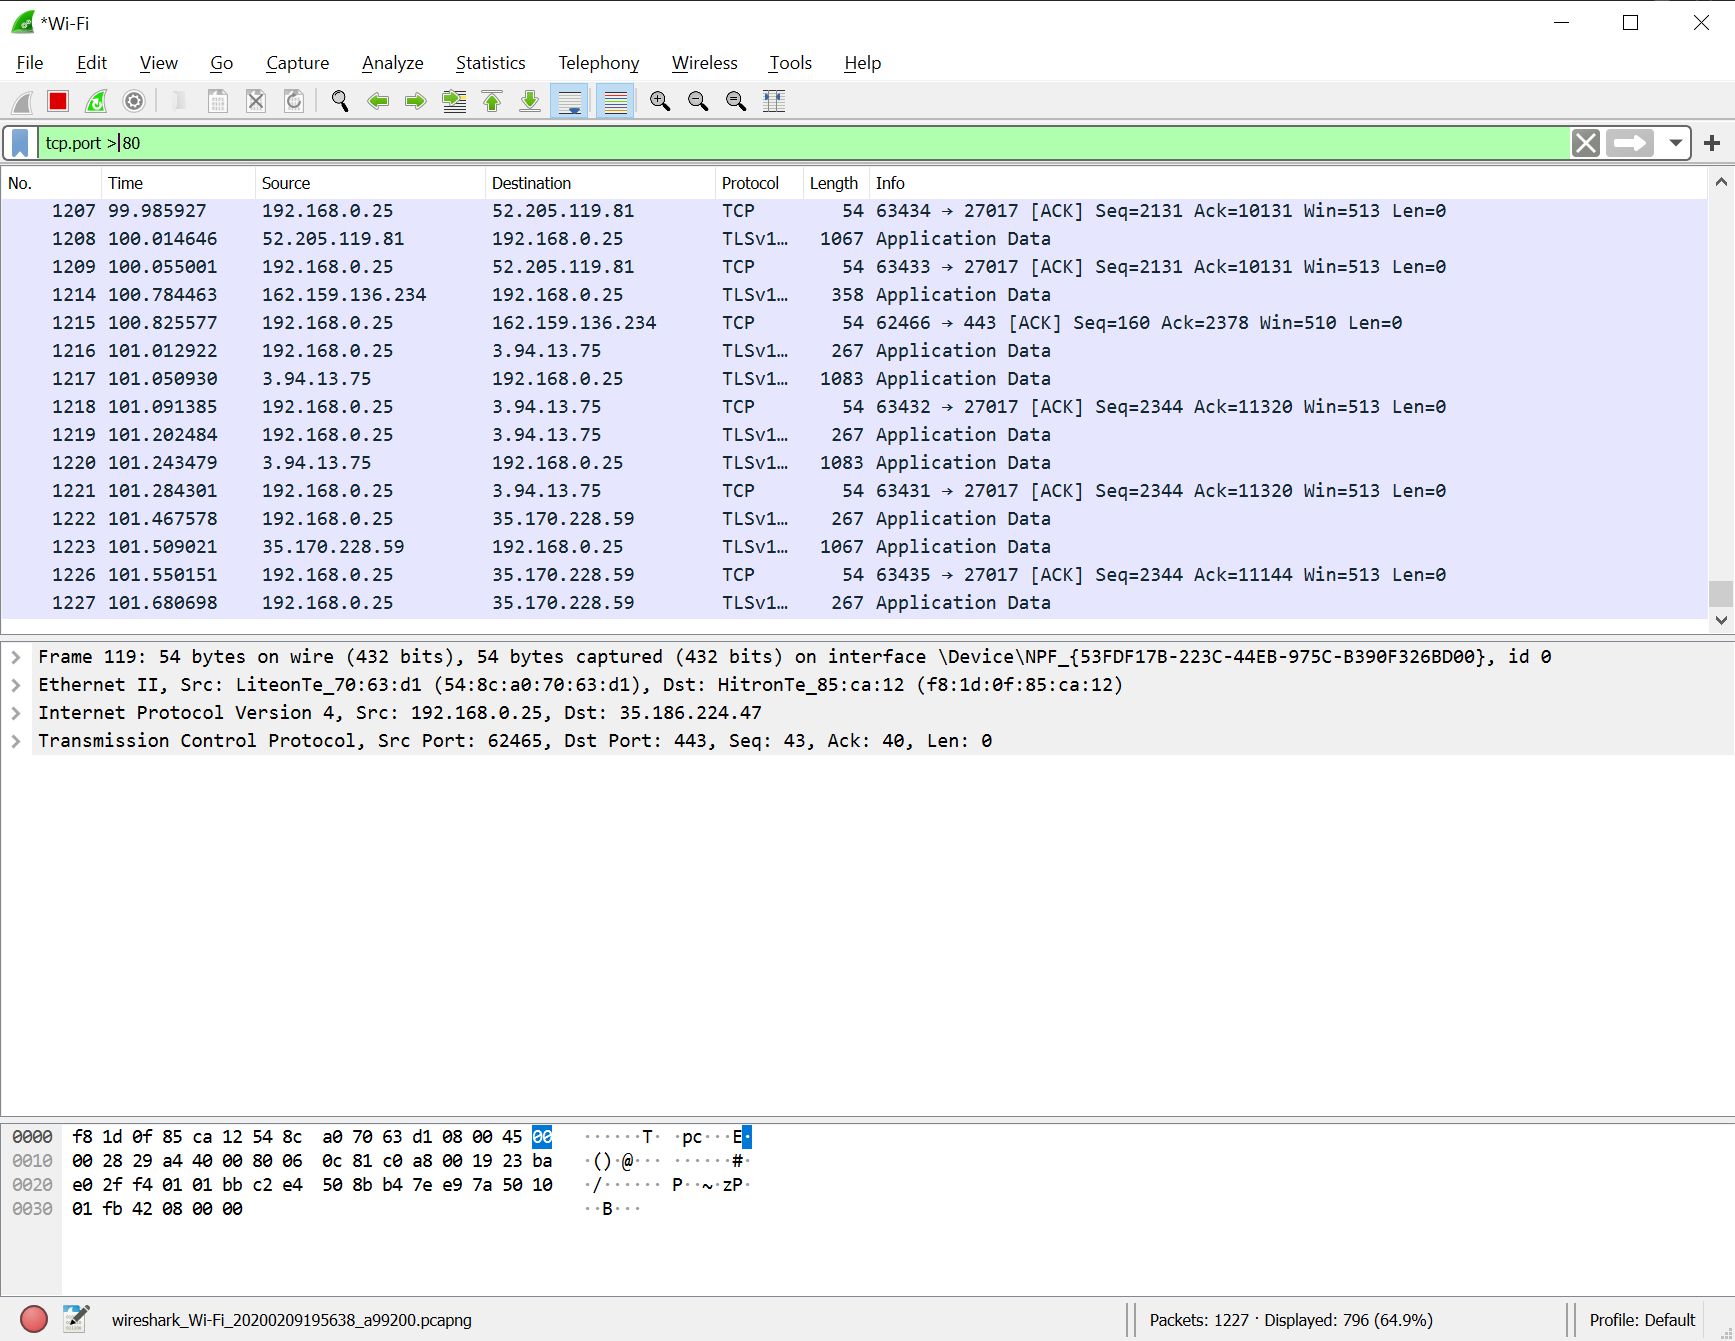 *Wi-Fi
File Edit View Go Capture Analyze Statistics Telephony Wireless Tools Help
tcp.port >80
No. Time Source Destination Protocol Length Info
1207 99.985927 192.168.0.25 52.205.119.81 TCP 54 63434 → 27017 [ACK] Seq=2131 Ack=10131 Win=513 Len=0
1208 100.014646 52.205.119.81 192.168.0.25 TLSv1… 1067 Application Data
1209 100.055001 192.168.0.25 52.205.119.81 TCP 54 63433 → 27017 [ACK] Seq=2131 Ack=10131 Win=513 Len=0
1214 100.784463 162.159.136.234 192.168.0.25 TLSv1… 358 Application Data
1215 100.825577 192.168.0.25 162.159.136.234 TCP 54 62466 → 443 [ACK] Seq=160 Ack=2378 Win=510 Len=0
1216 101.012922 192.168.0.25 3.94.13.75 TLSv1… 267 Application Data
1217 101.050930 3.94.13.75 192.168.0.25 TLSv1… 1083 Application Data
1218 101.091385 192.168.0.25 3.94.13.75 TCP 54 63432 → 27017 [ACK] Seq=2344 Ack=11320 Win=513 Len=0
1219 101.202484 192.168.0.25 3.94.13.75 TLSv1… 267 Application Data
1220 101.243479 3.94.13.75 192.168.0.25 TLSv1… 1083 Application Data
1221 101.284301 192.168.0.25 3.94.13.75 TCP 54 63431 → 27017 [ACK] Seq=2344 Ack=11320 Win=513 Len=0
1222 101.467578 192.168.0.25 35.170.228.59 TLSv1… 267 Application Data
1223 101.509021 35.170.228.59 192.168.0.25 TLSv1… 1067 Application Data
1226 101.550151 192.168.0.25 35.170.228.59 TCP 54 63435 → 27017 [ACK] Seq=2344 Ack=11144 Win=513 Len=0
1227 101.680698 192.168.0.25 35.170.228.59 TLSv1… 267 Application Data
Frame 119: 54 bytes on wire (432 bits), 54 bytes captured (432 bits) on interface \Device\NPF_{53FDF17B-223C-44EB-975C-B390F326BD00}, id 0
Ethernet II, Src: LiteonTe_70:63:d1 (54:8c:a0:70:63:d1), Dst: HitronTe_85:ca:12 (f8:1d:0f:85:ca:12)
Internet Protocol Version 4, Src: 192.168.0.25, Dst: 35.186.224.47
Transmission Control Protocol, Src Port: 62465, Dst Port: 443, Seq: 43, Ack: 40, Len: 0
0000 f8 1d 0f 85 ca 12 54 8c a0 70 63 d1 08 00 45 00 ······T· ·pc···E·
0010 00 28 29 a4 40 00 80 06 0c 81 c0 a8 00 19 23 ba ·()·@··· ······#·
0020 e0 2f f4 01 01 bb c2 e4 50 8b b4 7e e9 7a 50 10 ·/······ P··~·zP·
0030 01 fb 42 08 00 00 ··B···
wireshark_Wi-Fi_20200209195638_a99200.pcapng Packets: 1227 · Displayed: 796 (64.9%) Profile: Default